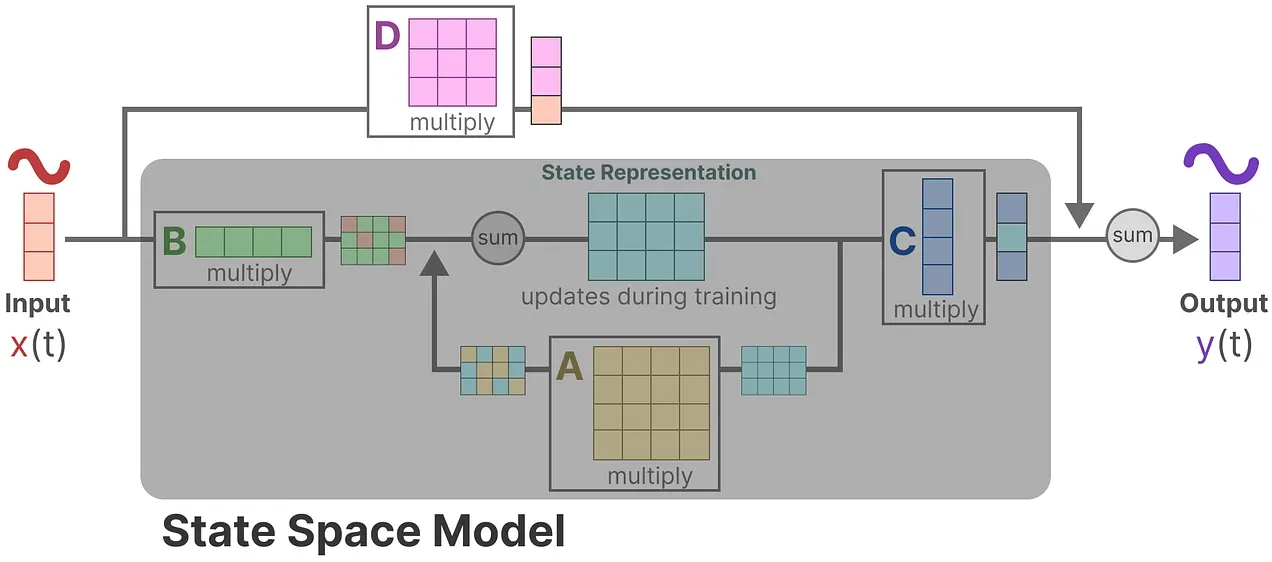 D
multiply
State Representation
B
multiply
sum
updates during training
C
multiply
sum
Input
x(t)
Output
y(t)
A
multiply
State Space Model